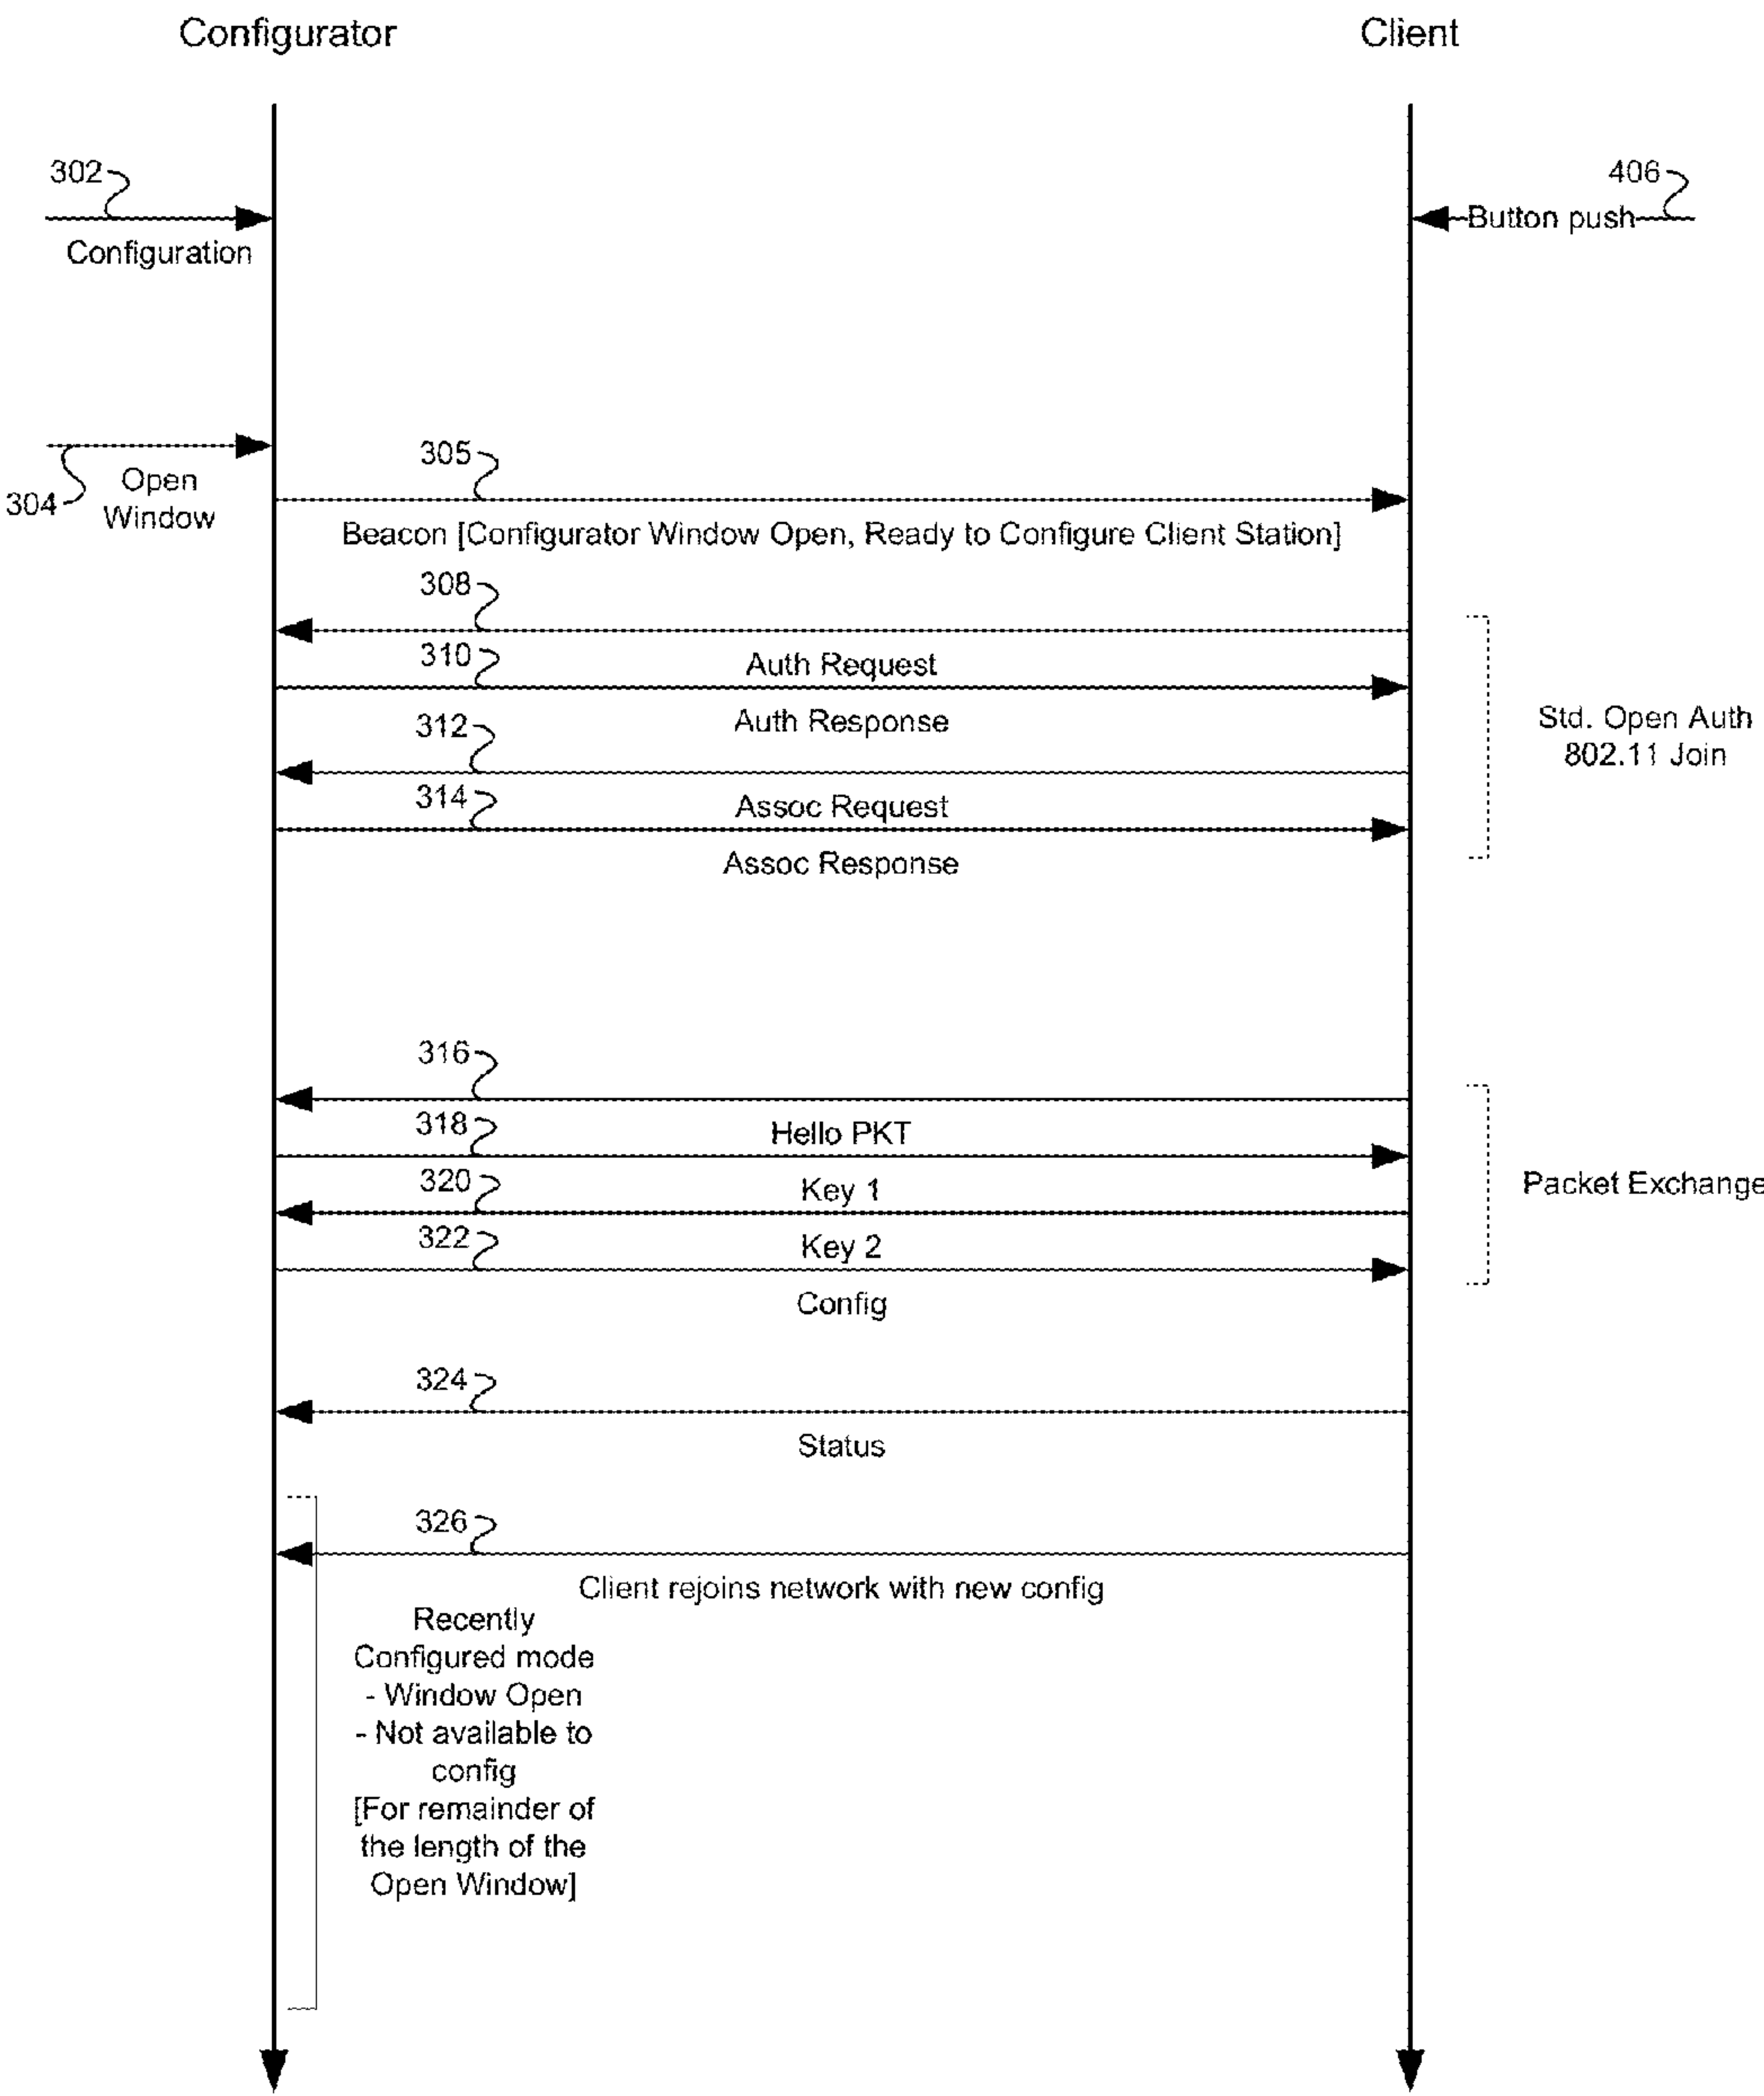 Configurator
Client
302
406
Configuration
Button push
304
Open
Window
305
Beacon [Configurator Window Open, Ready to Configure Client Station]
308
Auth Request
310
Auth Response
312
Assoc Request
314
Assoc Response
Std. Open Auth
802.11 Join
316
Hello PKT
318
Key 1
320
Key 2
322
Config
Packet Exchange
324
Status
326
Client rejoins network with new config
Recently
Configured mode
- Window Open
- Not available to
config
[For remainder of
the length of the
Open Window]